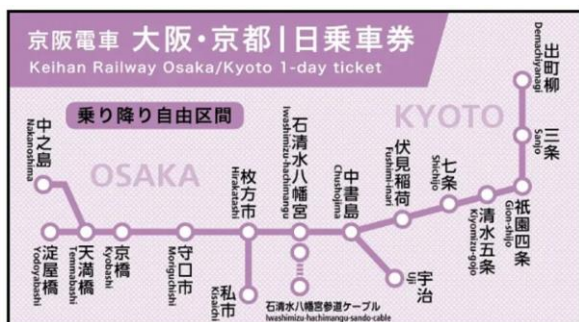 京阪電車 大阪・京都1日乗車券
Keihan Railway Osaka/Kyoto 1-day ticket
乗り降り自由区間
OSAKA
KYOTO
出町柳
Demachiyanagi
三条
Sanjo
祇園四条
Gion-shijo
清水五条
Kiyomizu-gojo
七条
Shichijo
伏見稲荷
Fushimi-inari
中書島
Chushojima
宇治
Uji
石清水八幡宮
Iwashimizu-hachimangu
石清水八幡宮参道ケーブル
Iwashimizu-hachimangu-sando-cable
枚方市
Hirakatashi
私市
Kisaichi
守口市
Moriguchishi
京橋
Kyobashi
天満橋
Temmabashi
中之島
Nakanoshima
淀屋橋
Yodoyabashi